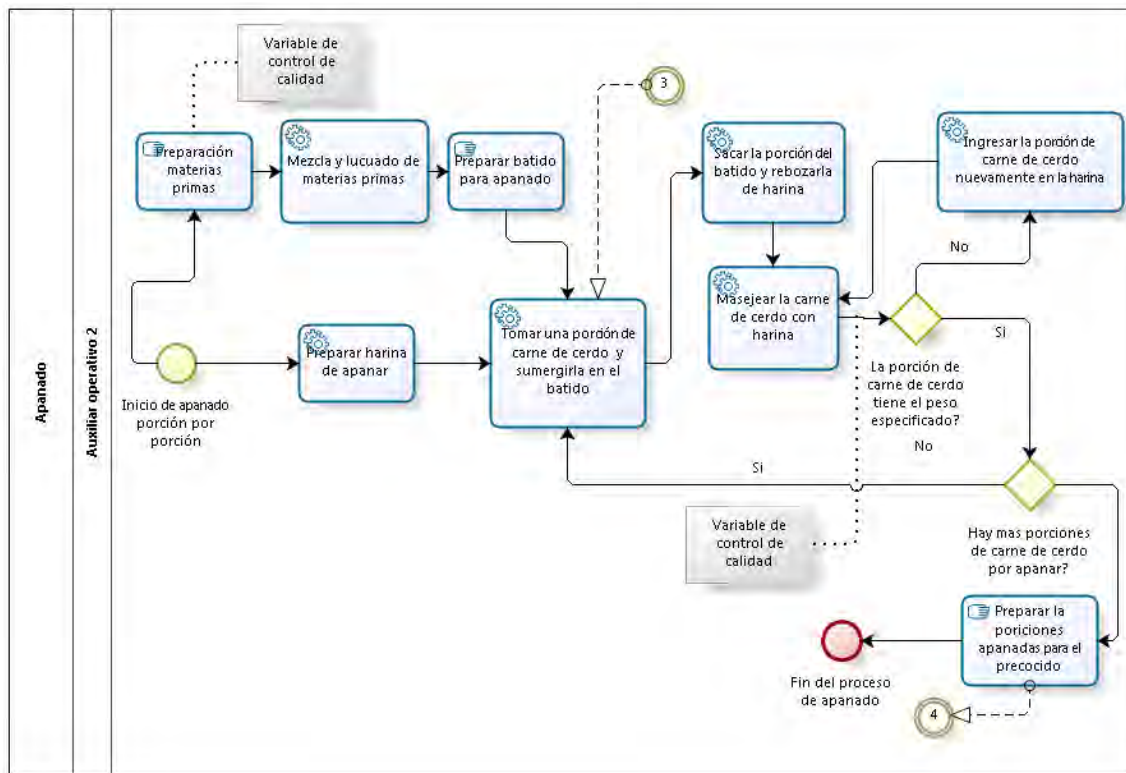 Apanado
Auxiliar operativo 2
Variable de
control de
calidad
3
Preparación
materias
primas
Mezcla y lucuado de
materias primas
Preparar batido
para apanado
Sacar la porción del
batido y rebozarla de
harina
Ingresar la porción de
carne de cerdo
nuevamente en la harina
No
Inicio de apanado
porción por
porción
Preparar harina
de apanar
Tomar una porción de
carne de cerdo y
sumergirla en el
batido
Masejear la carne
de cerdo con
harina
Si
La porción de
carne de cerdo
tiene el peso
especificado?
No
Si
Variable de
control de
calidad
Hay mas porciones
de carne de cerdo
por apanar?
Preparar la
poriciones
apanadas para el
precocido
Fin del proceso
de apanado
4